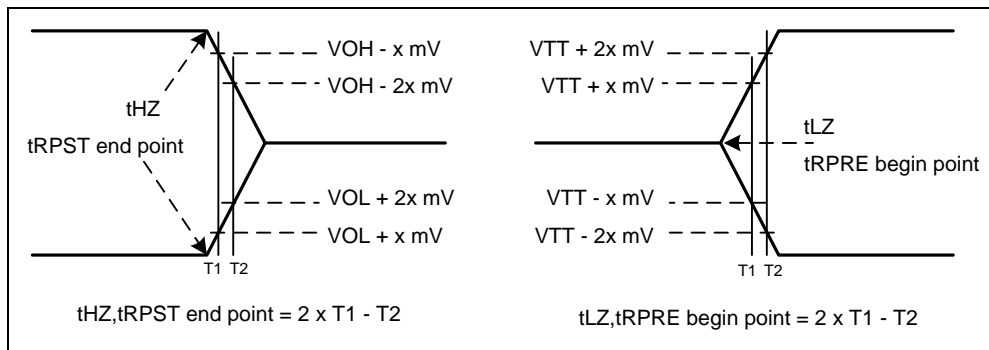 VOH - x mV
VOH - 2x mV
tHZ
tRPST end point
VOL + 2x mV
VOL + x mV
T1 T2
tHZ,tRPST end point = 2 x T1 - T2
VTT + 2x mV
VTT + x mV
tLZ
tRPRE begin point
VTT - x mV
VTT - 2x mV
T1 T2
tLZ,tRPRE begin point = 2 x T1 - T2